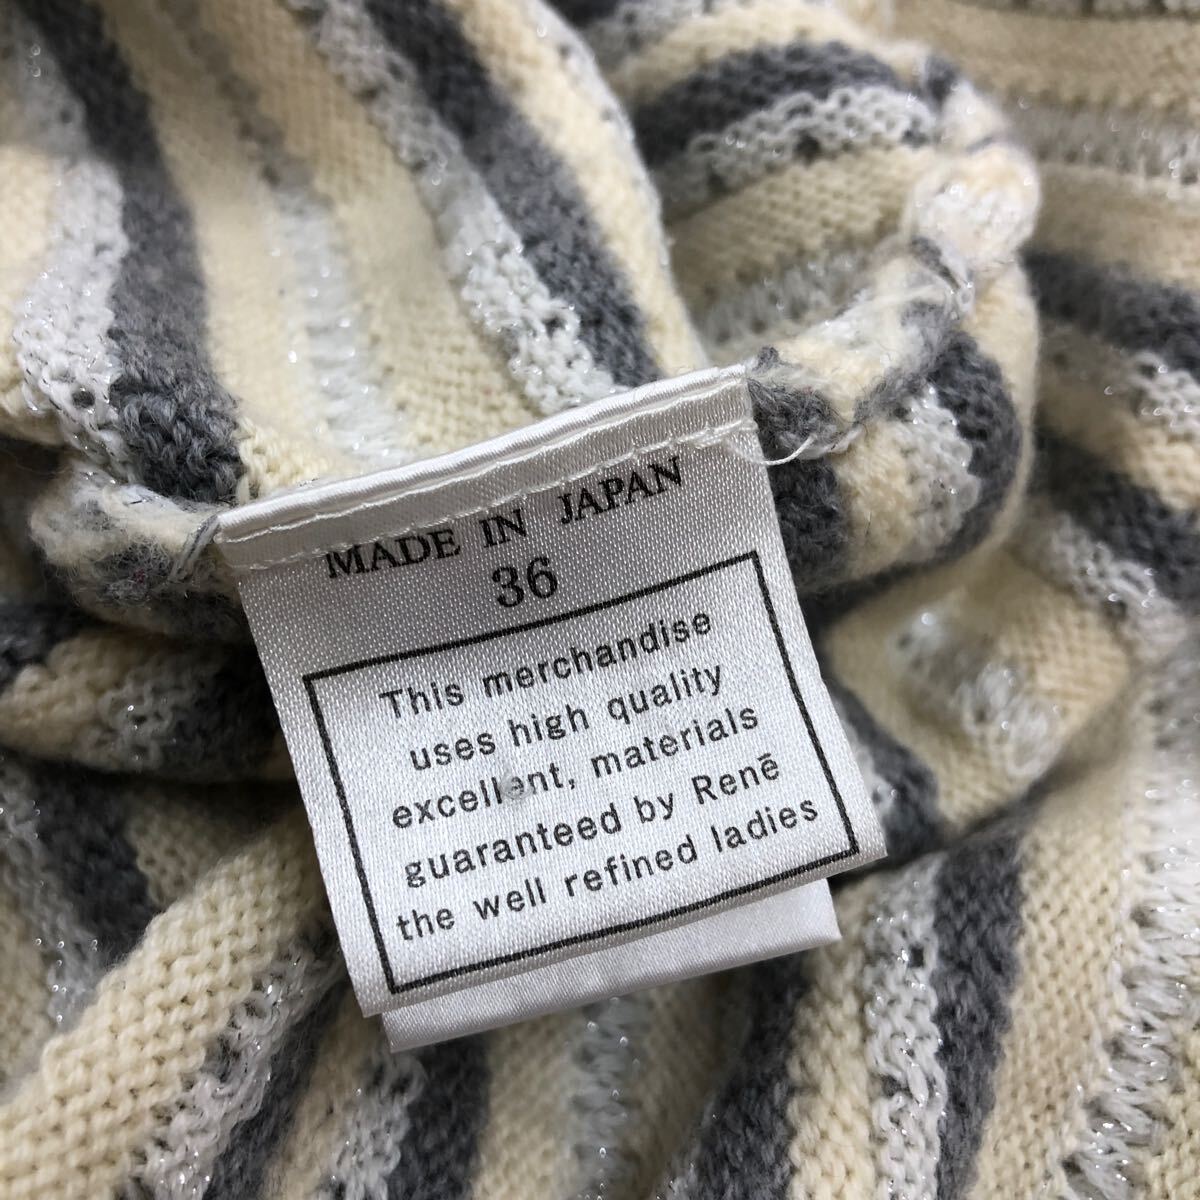 MADE IN JAPAN
36
This merchandise
uses high quality
excellent, materials
guaranteed by Renē
the well refined ladies